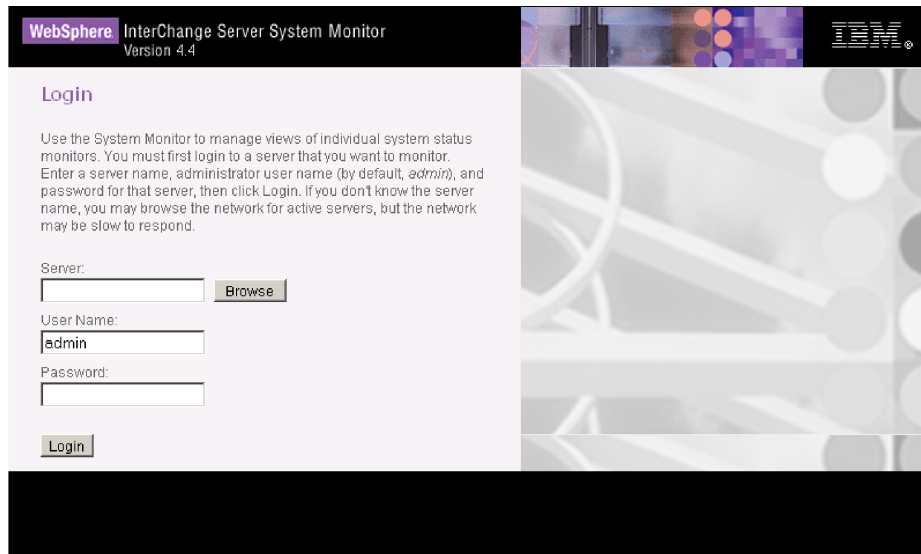 WebSphere. InterChange Server System Monitor
Version 4.4
IBM®
Login
Use the System Monitor to manage views of individual system status
monitors. You must first login to a server that you want to monitor.
Enter a server name, administrator user name (by default, admin), and
password for that server, then click Login. If you don't know the server
name, you may browse the network for active servers, but the network
may be slow to respond.
Server:
Browse
User Name:
admin
Password:
Login